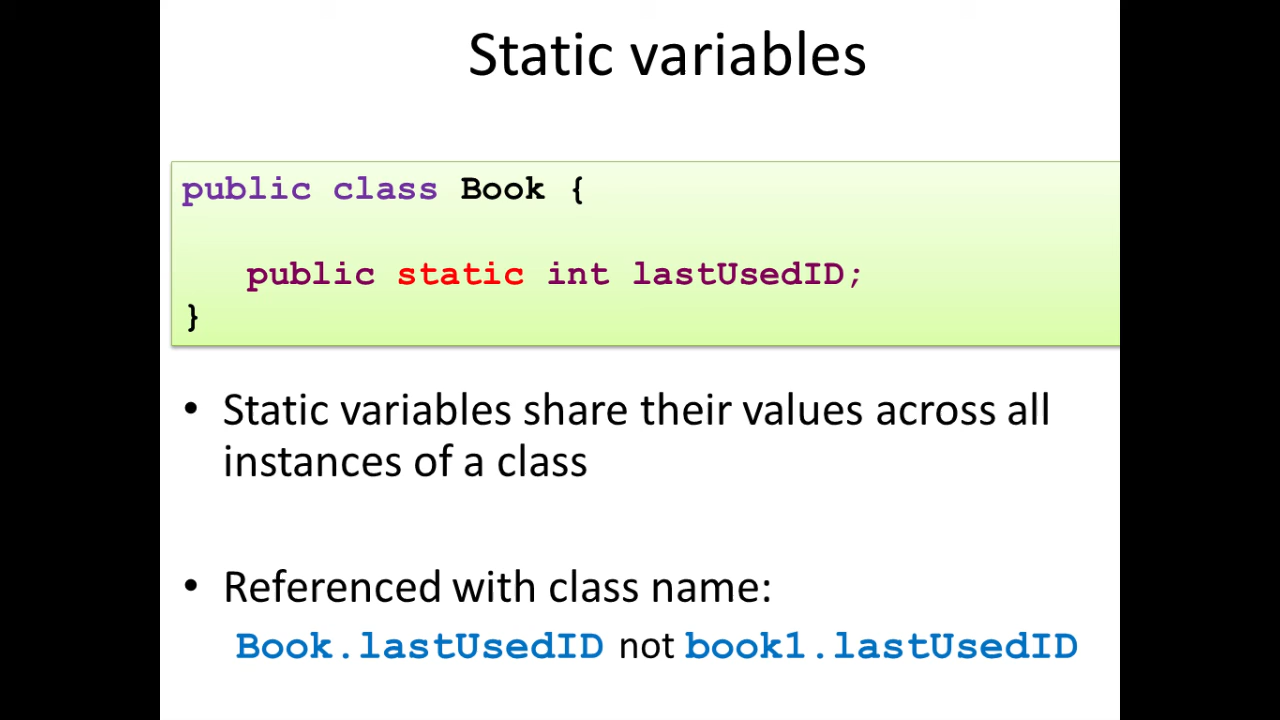 Static variables
public class Book {
public static int lastUsedID;
}
• Static variables share their values across all
instances of a class
• Referenced with class name:
Book.lastUsedID not book1.lastUsedID